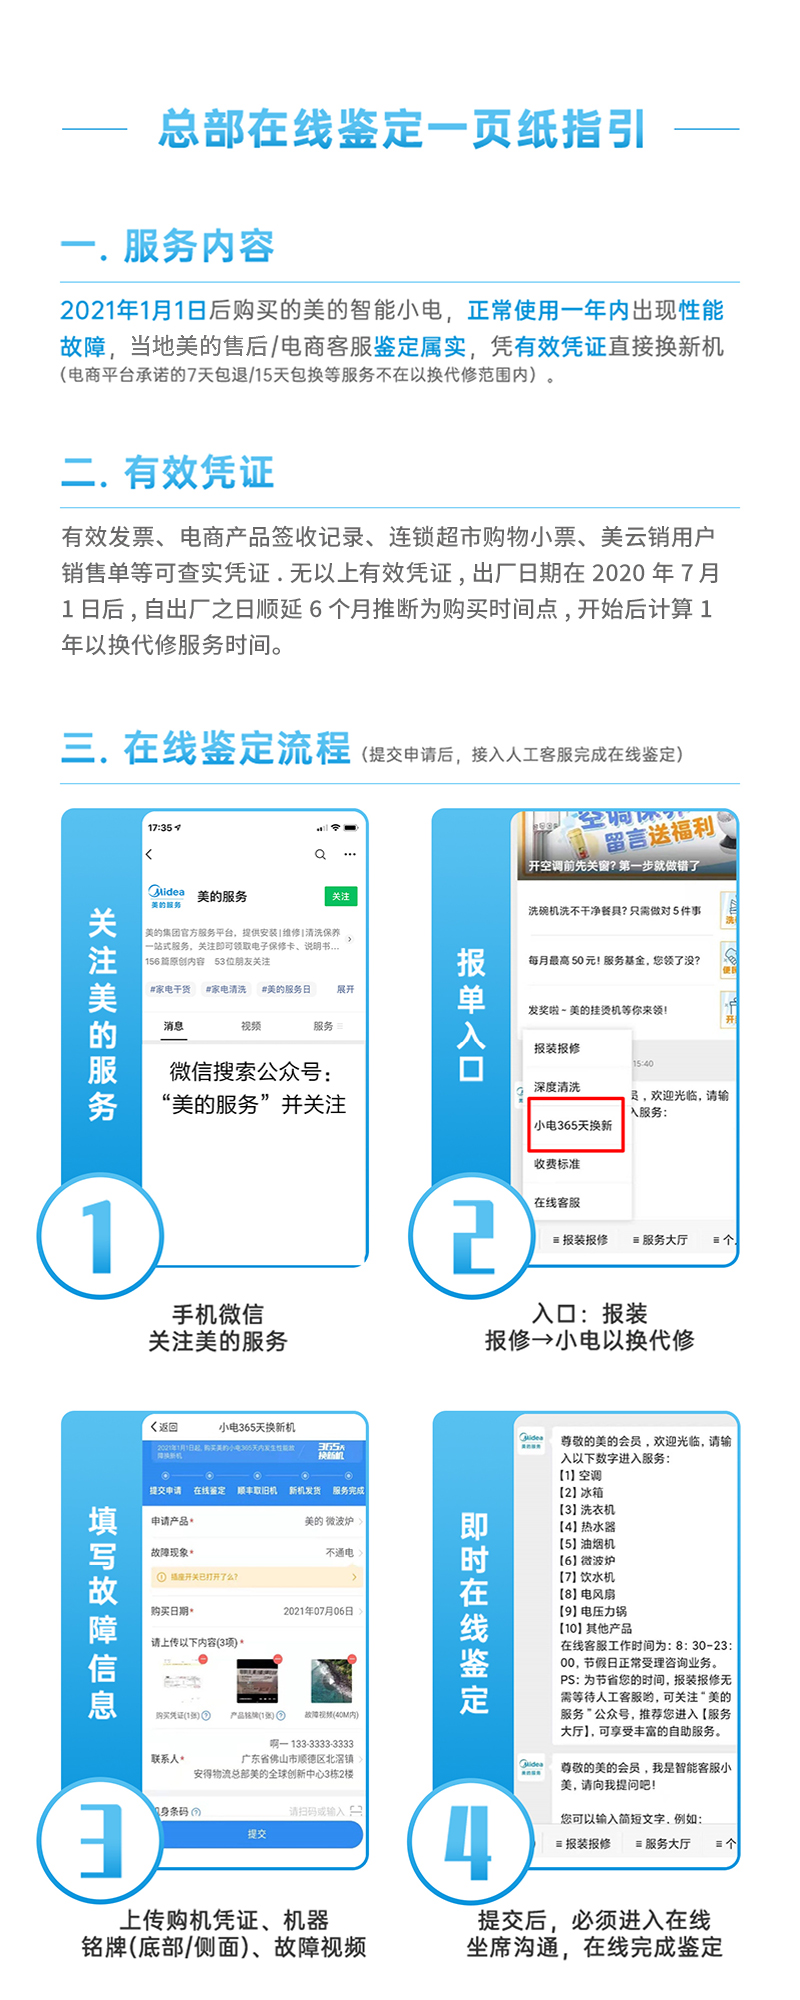 总部在线鉴定一页纸指引
一. 服务内容
2021年1月1日后购买的美的智能小电，正常使用一年内出现性能
故障，当地美的售后/电商客服鉴定属实，凭有效凭证直接换新机
（电商平台承诺的7天包退/15天包换等服务不在以换代修范围内）。
二. 有效凭证
有效发票、电商产品签收记录、连锁超市购物小票、美云销用户
销售单等可查实凭证 . 无以上有效凭证 , 出厂日期在 2020 年 7 月
1 日后 , 自出厂之日顺延 6 个月推断为购买时间点 , 开始后计算 1
年以换代修服务时间。
三. 在线鉴定流程（提交申请后，接入人工客服完成在线鉴定）
关注美的服务
17:35
Midea
美的服务
美的服务
关注
美的集团官方服务平台，提供安装|维修|清洗保养
一站式服务，关注即可领取电子保修卡、说明书...
156篇原创内容 53位朋友关注
#家电干货 #家电清洗 #美的服务日 展开
消息 视频 服务
微信搜索公众号：
“美的服务”并关注
1
手机微信
关注美的服务
报单入口
留言送福利
开空调前先关窗? 第一步就做错了
洗碗机洗不干净餐具? 只需做对 5 件事
每月最高 50 元! 服务基金，您领了没?
发奖啦 ~ 美的挂烫机等你来领!
15:40
报装报修
深度清洗
小电365天换新
收费标准
在线客服
员，欢迎光临，请输
入服务：
≡ 报装报修 ≡ 服务大厅 ≡ 个
2
入口：报装
报修→小电以换代修
填写故障信息
返回 小电365天换新机
2021年1月1日起, 购买美的小电365天内发生性能故
障换新机
365天
换新机
提交申请 在线鉴定 顺丰取旧机 新机发货 服务完成
申请产品* 美的 微波炉
故障现象* 不通电
插座开关已打开了么?
购买日期* 2021年07月06日
请上传以下内容(3项) *
购买凭证(1张) ? 产品铭牌(1张) ? 故障视频(40M内)
联系人*
啊一 133-3333-3333
广东省佛山市顺德区北滘镇
安得物流总部美的全球创新中心3栋2楼
身条码 ? 请扫码或输入
提交
3
上传购机凭证、机器
铭牌(底部/侧面)、故障视频
即时在线鉴定
Midea
美的服务
尊敬的美的会员，欢迎光临，请输
入以下数字进入服务：
【1】空调
【2】冰箱
【3】洗衣机
【4】热水器
【5】油烟机
【6】微波炉
【7】饮水机
【8】电风扇
【9】电压力锅
【10】其他产品
在线客服工作时间为：8：30-23：
00，节假日正常受理咨询业务。
PS：为节省您的时间，报装报修无
需等待人工客服哟，可关注“美的
服务”公众号，推荐您进入【服务
大厅】，可享受丰富的自助服务。
Midea
美的服务
尊敬的美的会员，我是智能客服小
美，请向我提问吧!
您可以输入简短文字，例如：
≡ 报装报修 ≡ 服务大厅 ≡ 个
4
提交后，必须进入在线
坐席沟通，在线完成鉴定